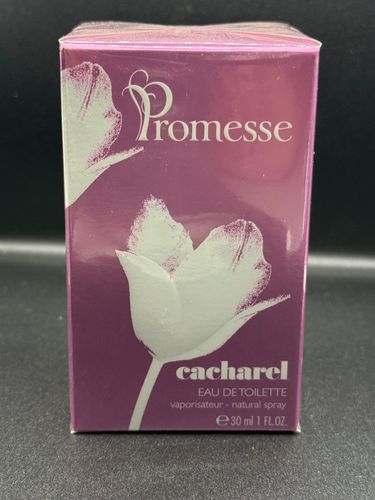 Promesse
cacharel
EAU DE TOILETTE
vaporisateur - natural spray
℮ 30 ml 1 FL.OZ.